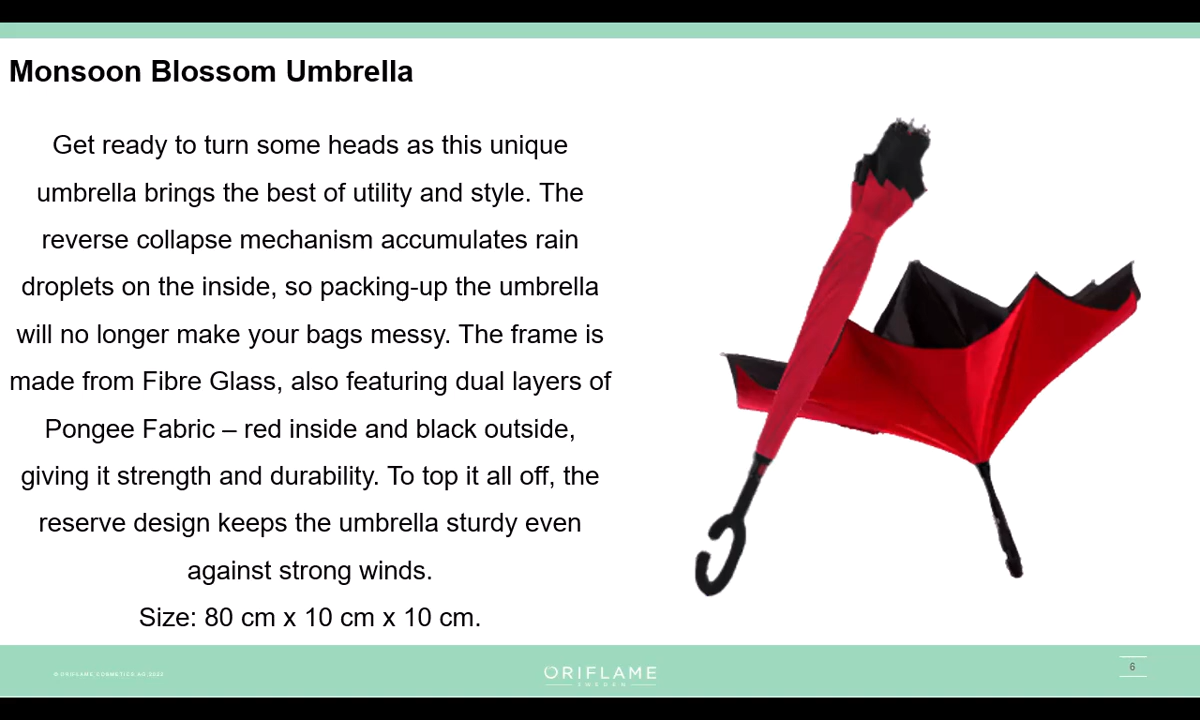 Monsoon Blossom Umbrella
Get ready to turn some heads as this unique
umbrella brings the best of utility and style. The
reverse collapse mechanism accumulates rain
droplets on the inside, so packing-up the umbrella
will no longer make your bags messy. The frame is
made from Fibre Glass, also featuring dual layers of
Pongee Fabric – red inside and black outside,
giving it strength and durability. To top it all off, the
reserve design keeps the umbrella sturdy even
against strong winds.
Size: 80 cm x 10 cm x 10 cm.
© ORIFLAME COSMETICS AG
ORIFLAME
SWEDEN
6